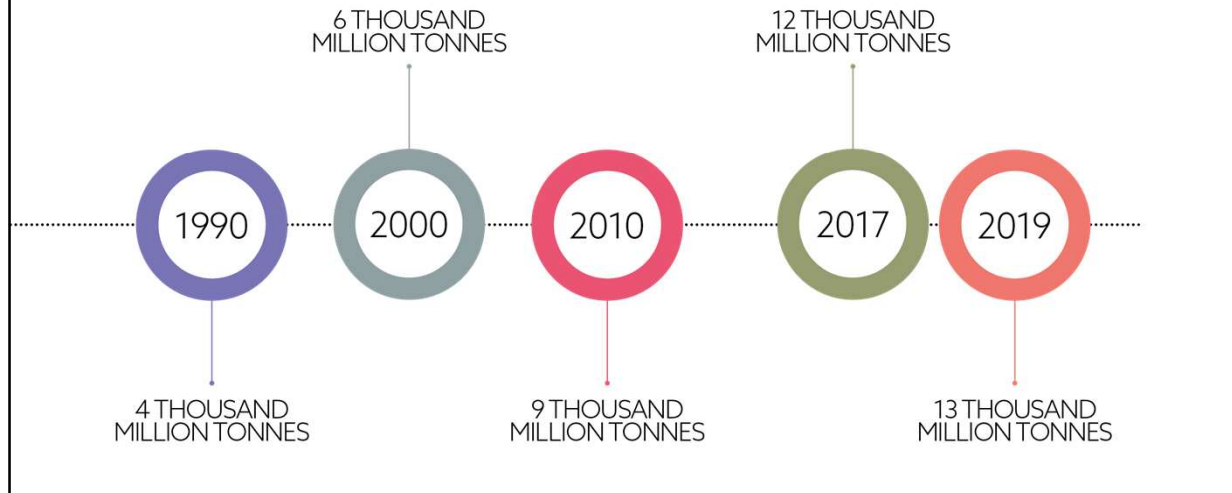 6 THOUSAND
MILLION TONNES
12 THOUSAND
MILLION TONNES
1990
2000
2010
2017
2019
4 THOUSAND
MILLION TONNES
9 THOUSAND
MILLION TONNES
13 THOUSAND
MILLION TONNES